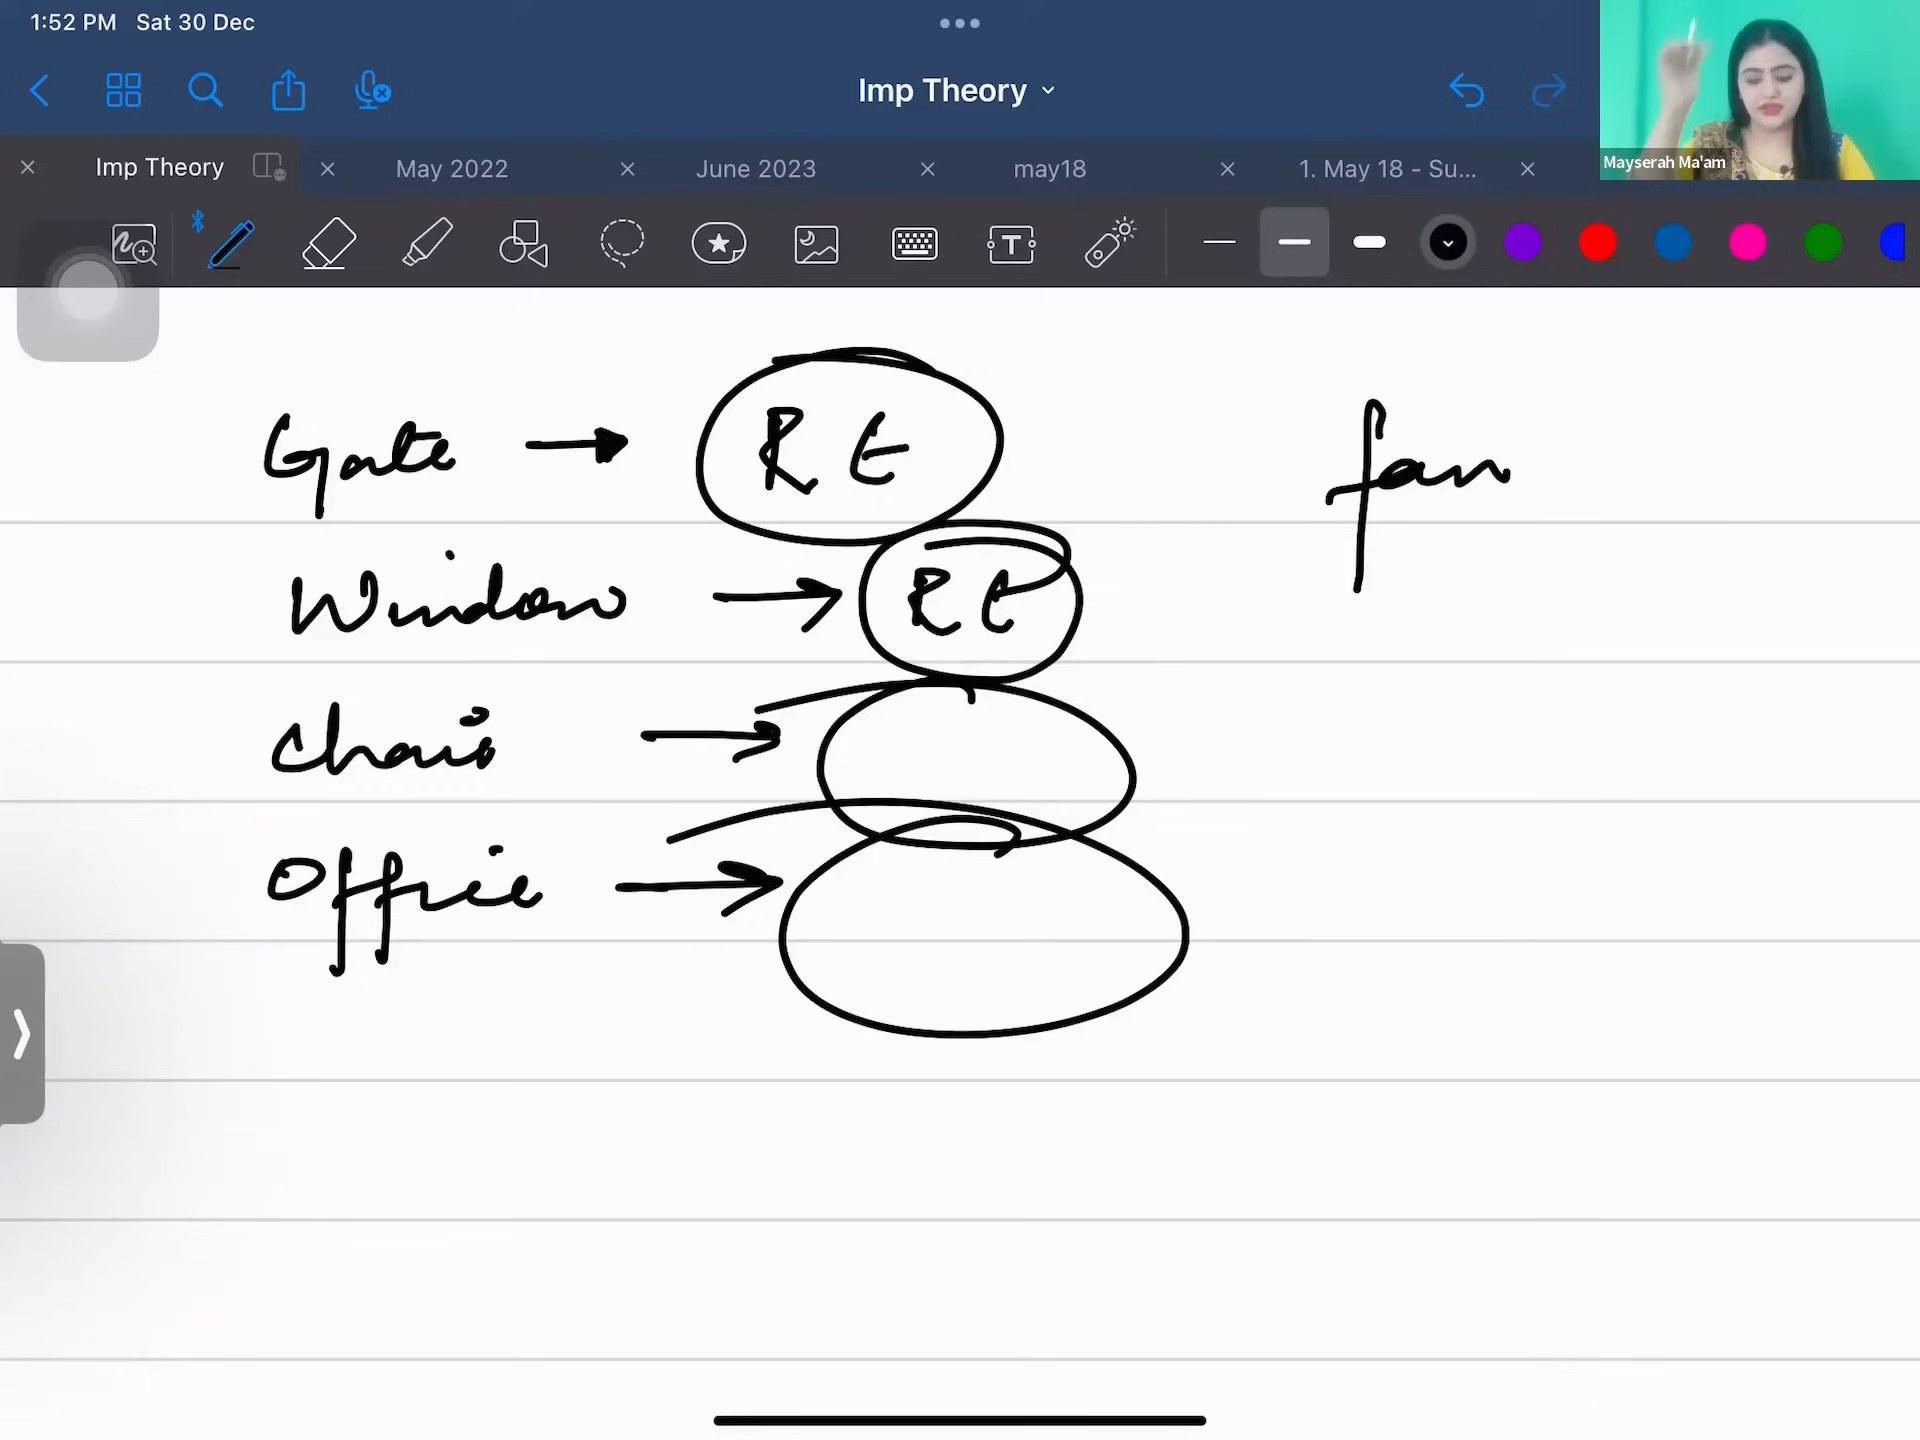 1:52 PM Sat 30 Dec
Imp Theory
Imp Theory May 2022 June 2023 may18 1. May 18 - Su...
Mayserah Ma'am
T
Gate → RE fan
Window → RE
Chair →
Office →